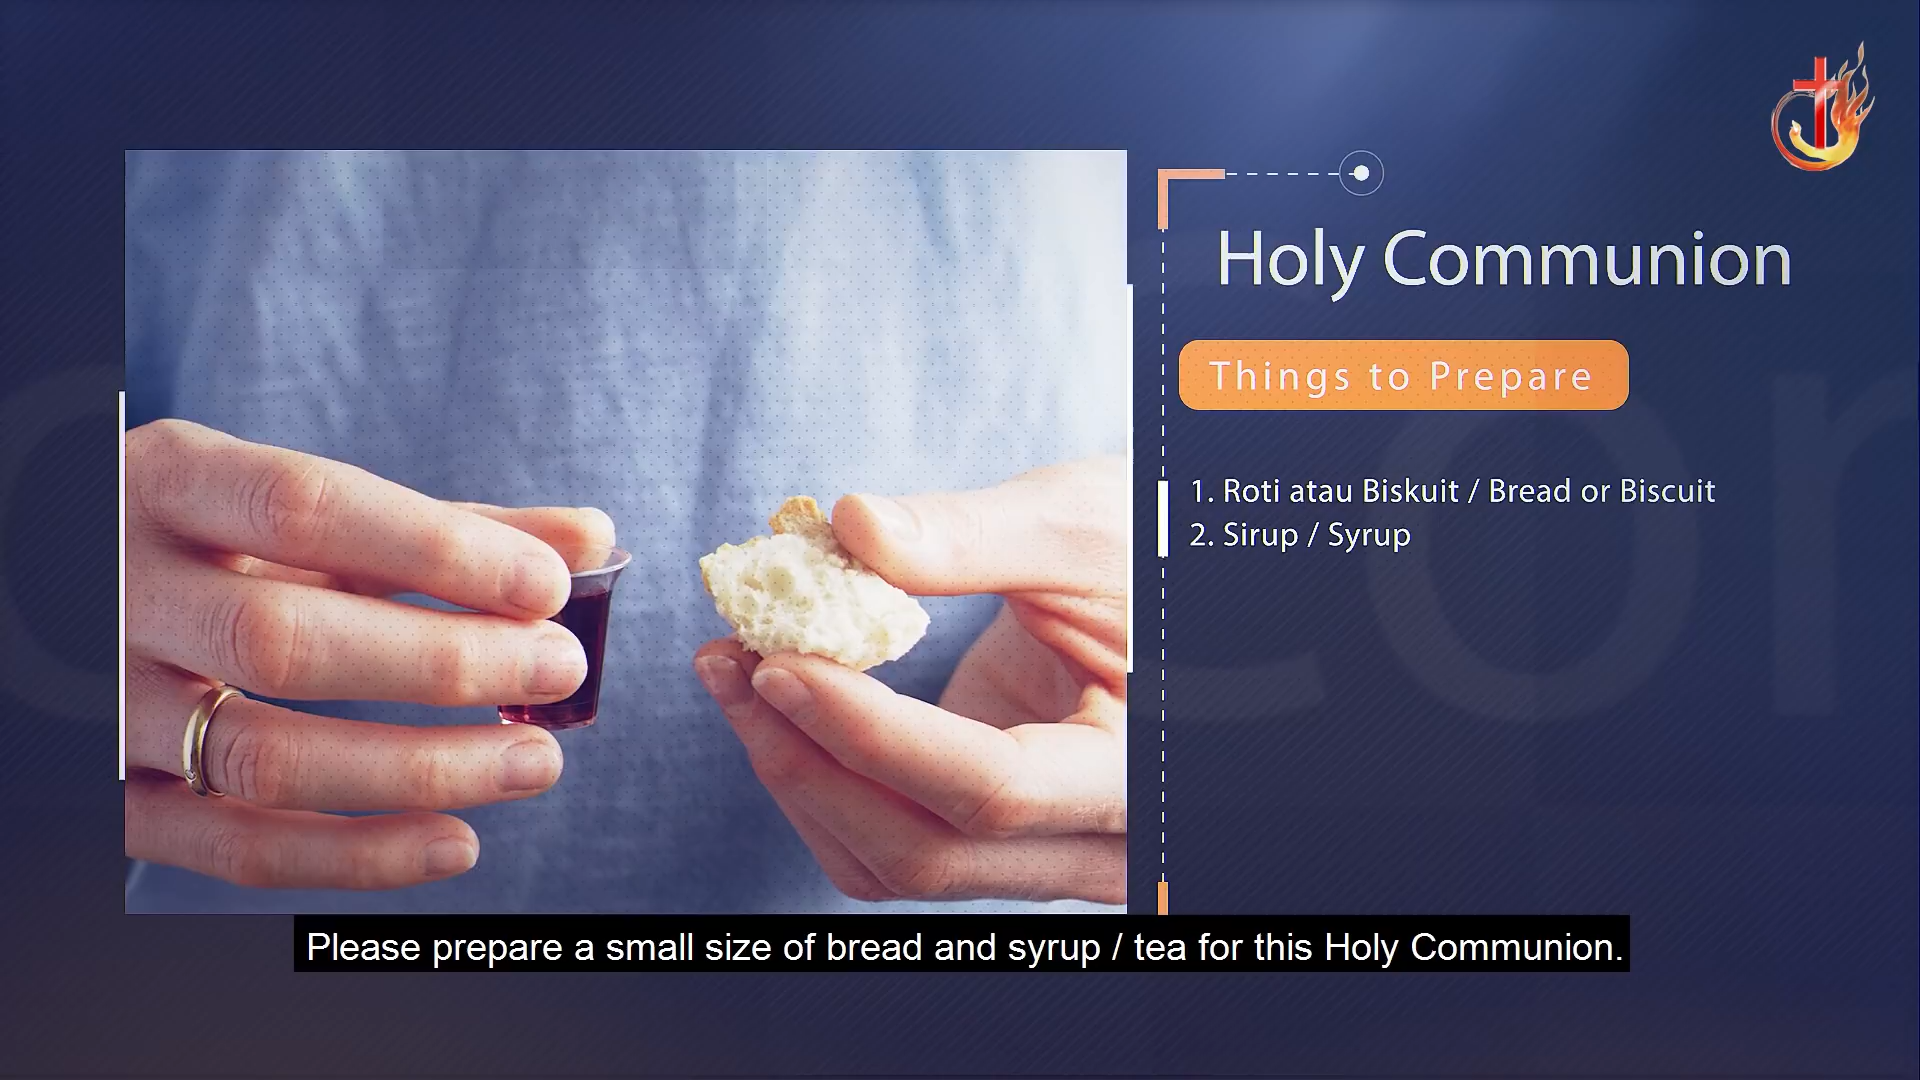 Holy Communion
Things to Prepare
1. Roti atau Biskuit / Bread or Biscuit
2. Sirup / Syrup
Please prepare a small size of bread and syrup / tea for this Holy Communion.